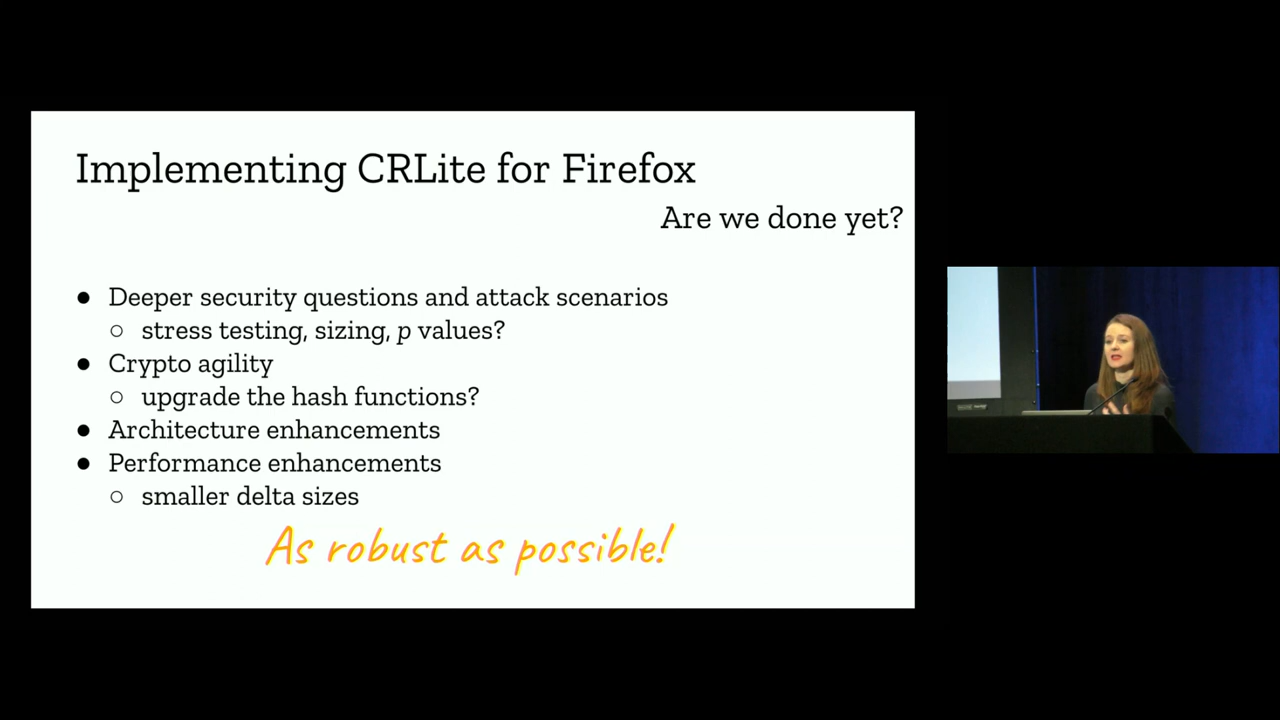 Implementing CRLite for Firefox
Are we done yet?
● Deeper security questions and attack scenarios
○ stress testing, sizing, p values?
● Crypto agility
○ upgrade the hash functions?
● Architecture enhancements
● Performance enhancements
○ smaller delta sizes
As robust as possible!